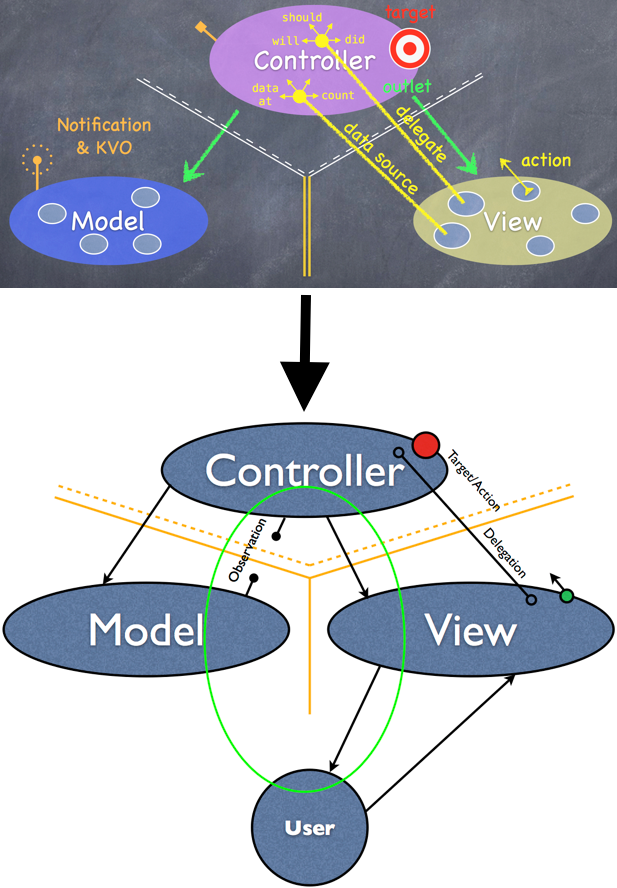 should
target
will
did
Controller
data
at
count
outlet
delegate
data source
Notification
& KVO
action
Model
View
Controller
Target/Action
Observation
Delegation
Model
View
User